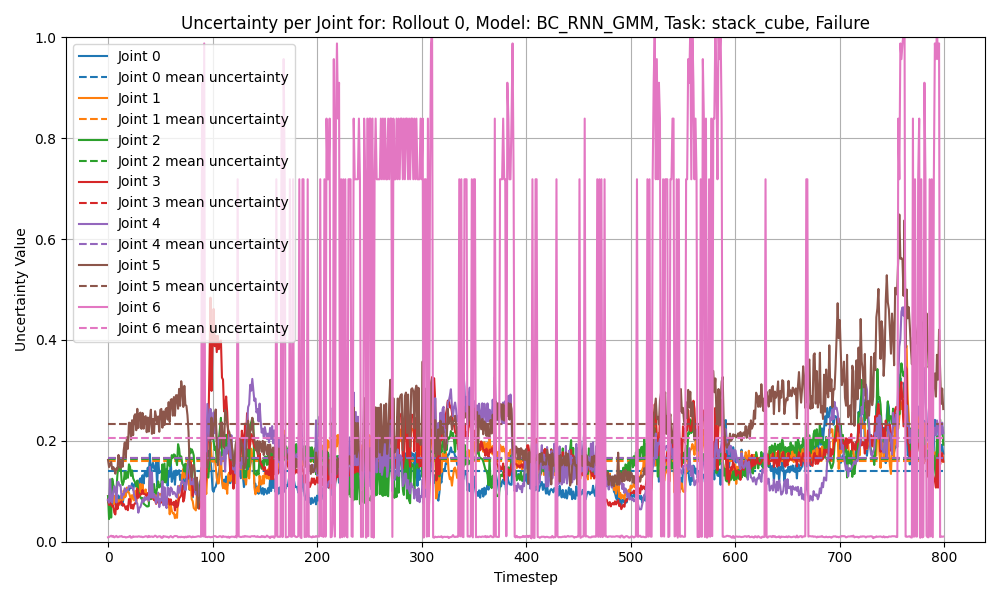 Uncertainty per Joint for: Rollout 0, Model: BC_RNN_GMM, Task: stack_cube, Failure
Uncertainty Value
1.0
0.8
0.6
0.4
0.2
0.0
Joint 0
Joint 0 mean uncertainty
Joint 1
Joint 1 mean uncertainty
Joint 2
Joint 2 mean uncertainty
Joint 3
Joint 3 mean uncertainty
Joint 4
Joint 4 mean uncertainty
Joint 5
Joint 5 mean uncertainty
Joint 6
Joint 6 mean uncertainty
0 100 200 300 400 500 600 700 800
Timestep